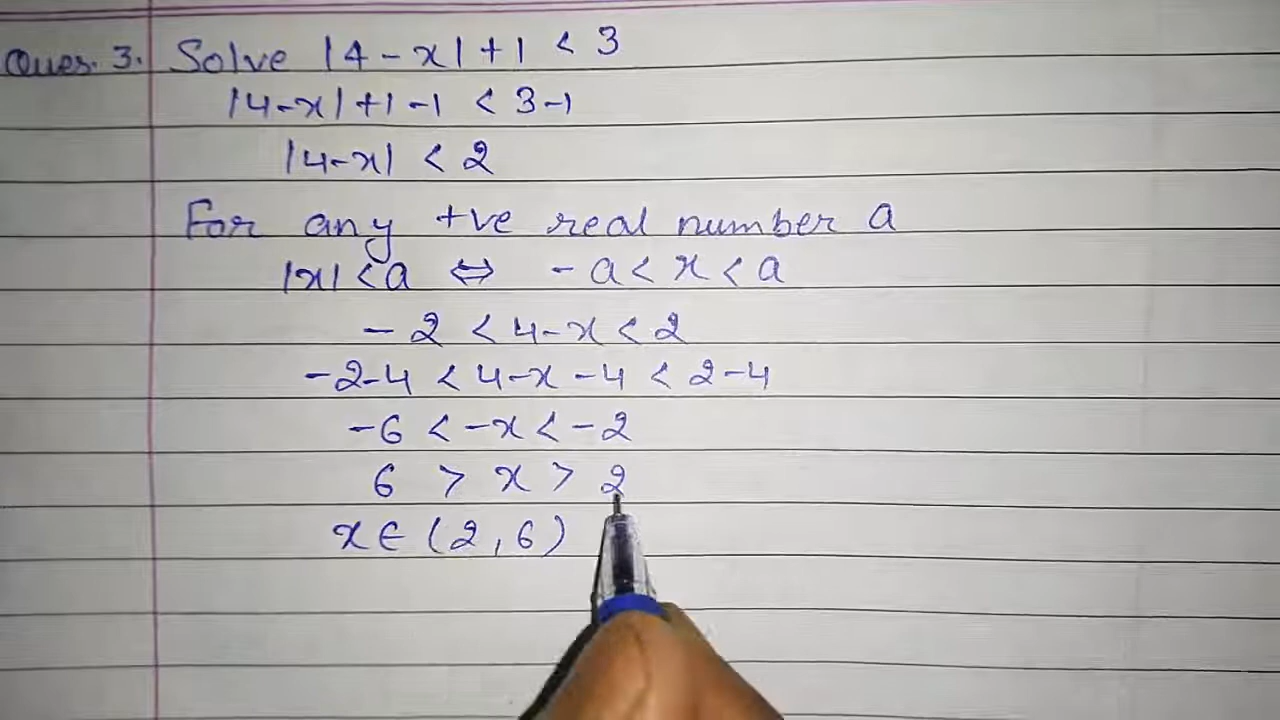 Ques. 3. Solve |4-x|+1 < 3
|4-x|+1-1 < 3-1
|4-x| < 2
For any +ve real number a
|x| < a ⇔ -a < x < a
-2 < 4-x < 2
-2-4 < 4-x-4 < 2-4
-6 < -x < -2
6 > x > 2
x ∈ (2, 6)